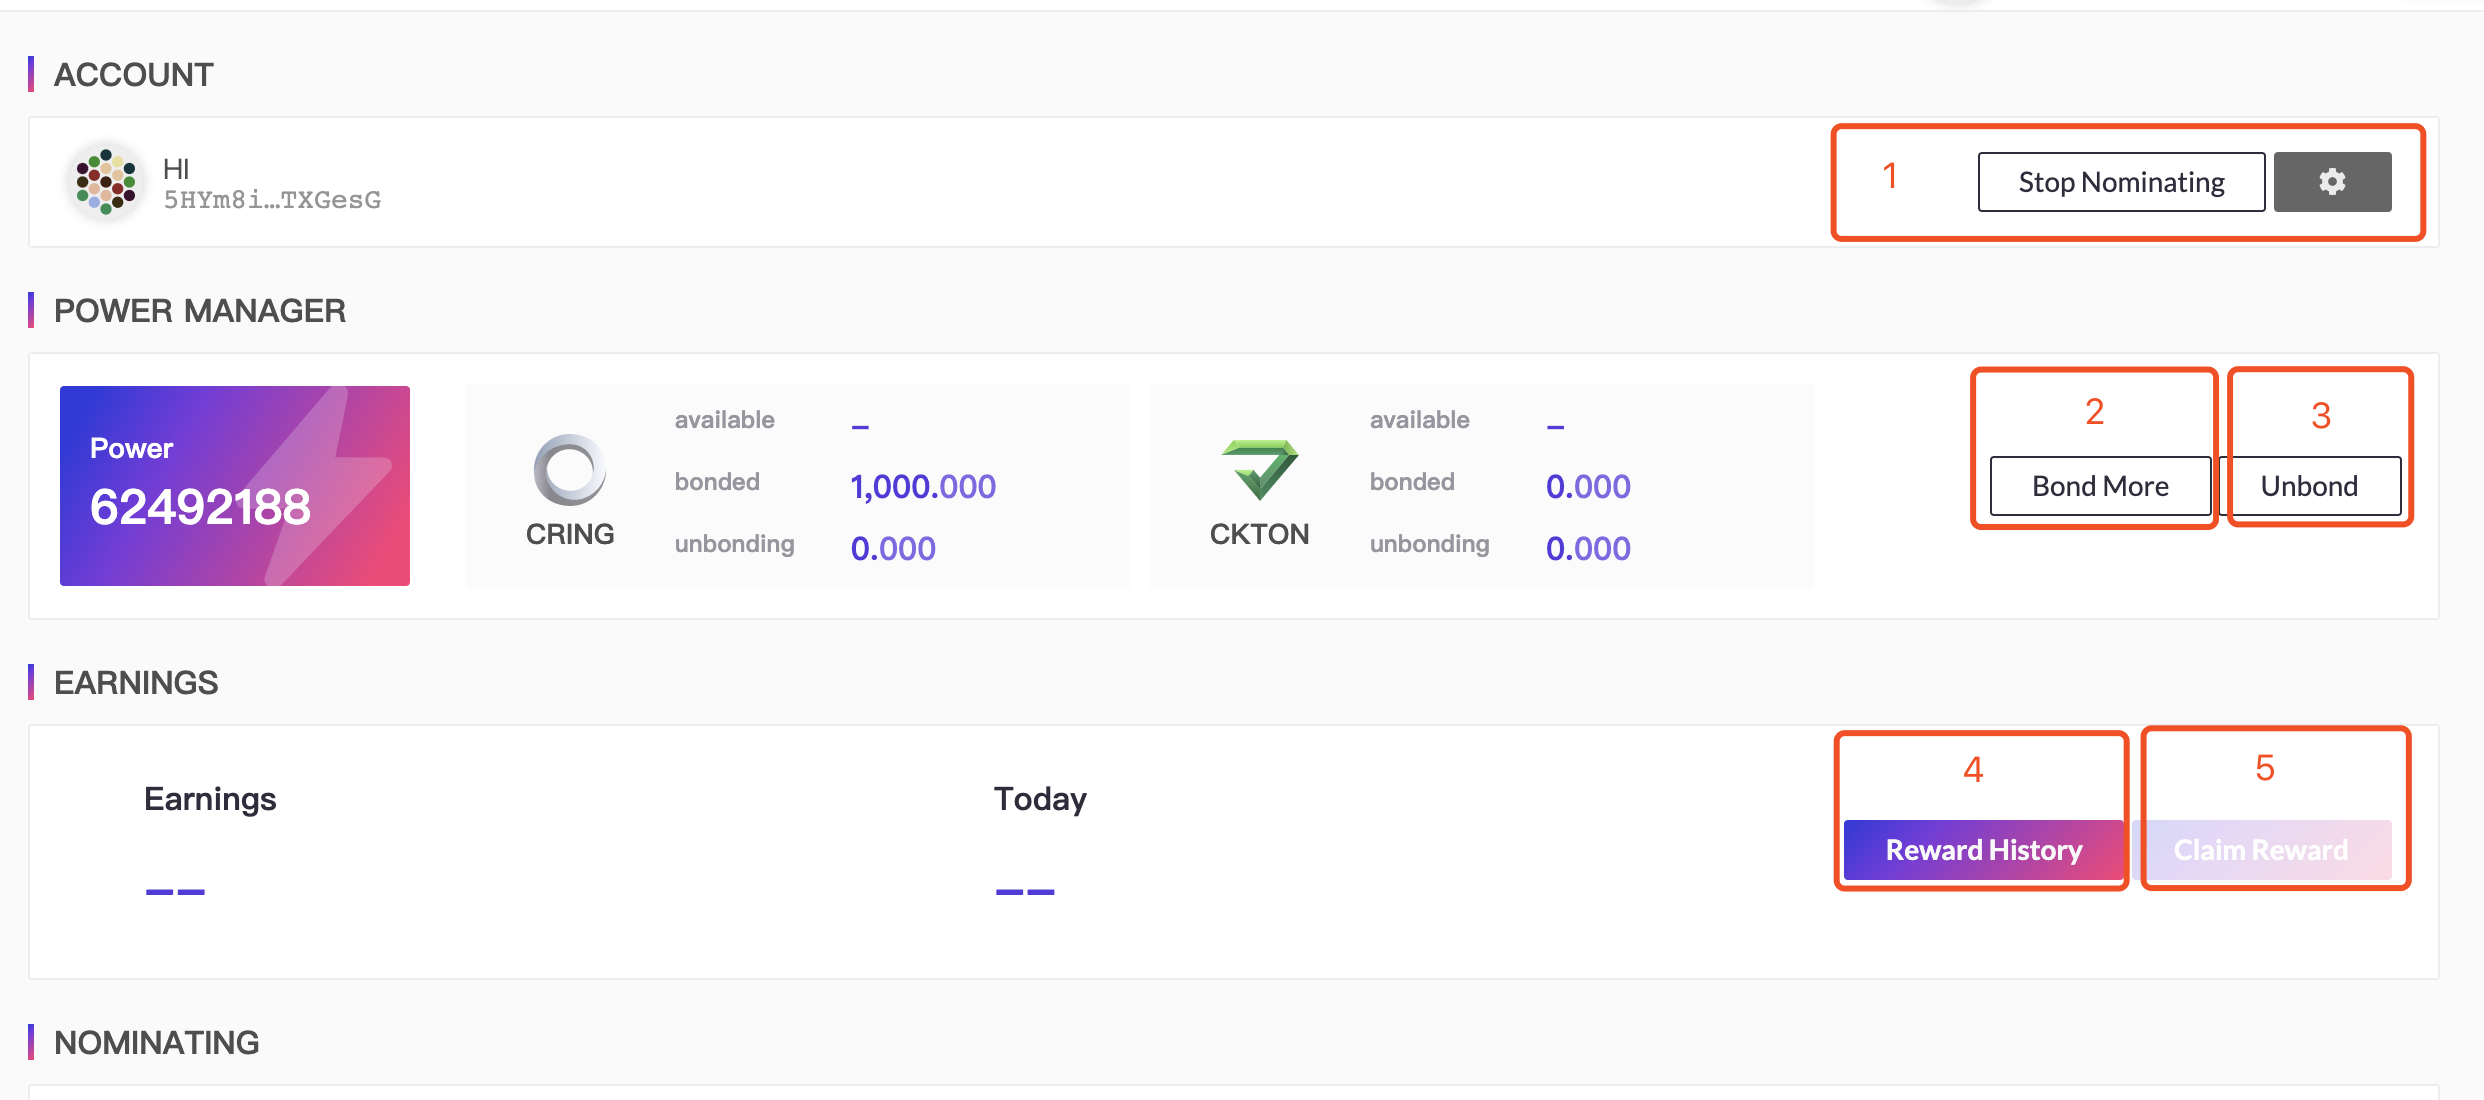 ACCOUNT
HI
5HYm8i...TXGesG
1
Stop Nominating
POWER MANAGER
Power
62492188
CRING
available –
bonded 1,000.000
unbonding 0.000
CKTON
available –
bonded 0.000
unbonding 0.000
2
Bond More
3
Unbond
EARNINGS
Earnings
––
Today
––
4
Reward History
5
Claim Reward
NOMINATING